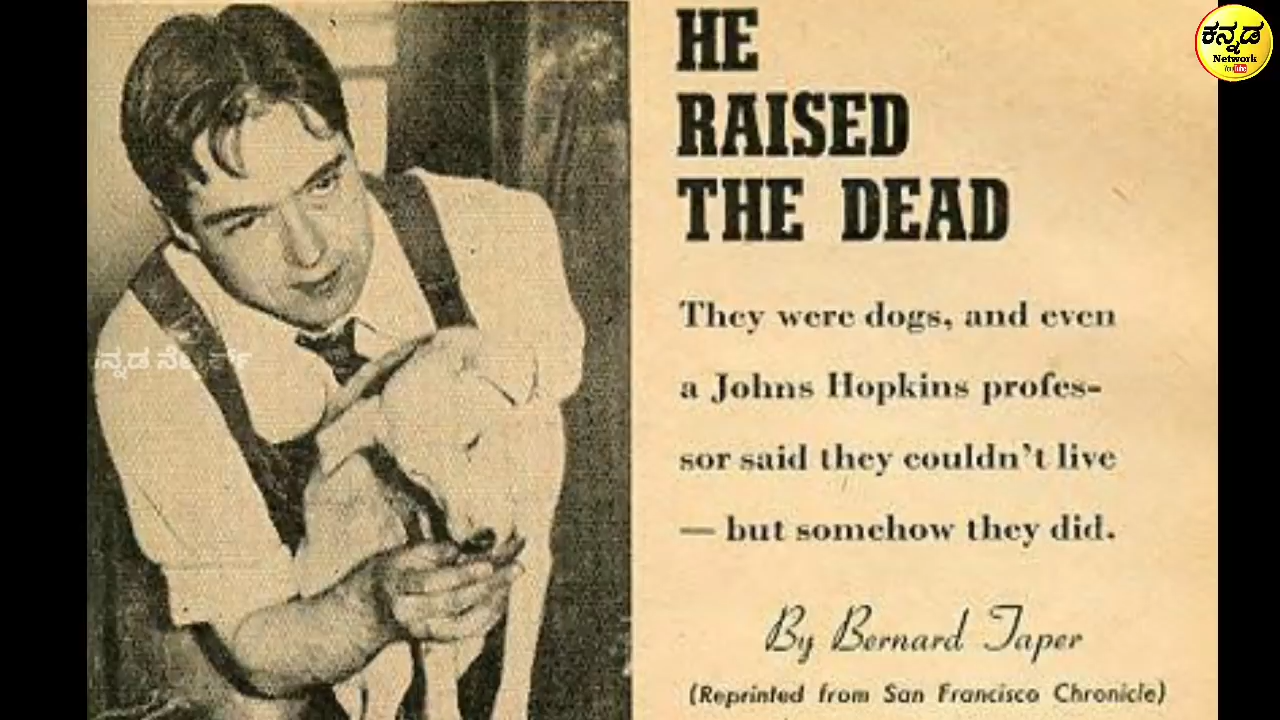 HE
RAISED
THE DEAD
They were dogs, and even
a Johns Hopkins profes-
sor said they couldn't live
— but somehow they did.
By Bernard Taper
(Reprinted from San Francisco Chronicle)
ಕನ್ನಡ
Network